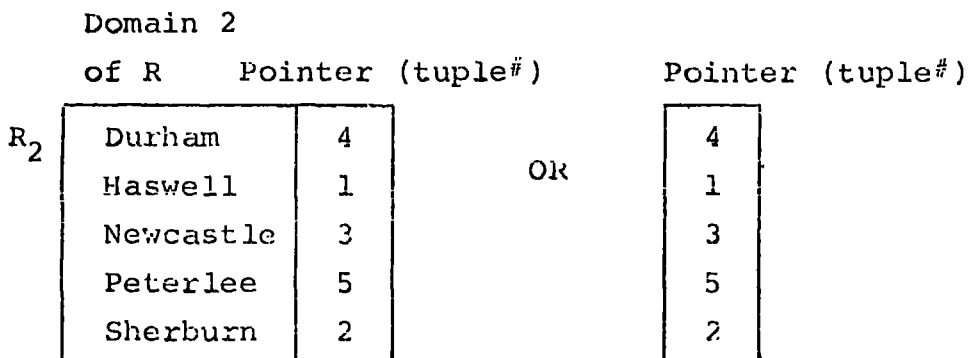 Domain 2
of R Pointer (tuple#) Pointer (tuple#)
R2 Durham 4 OR 4
Haswell 1 1
Newcastle 3 3
Peterlee 5 5
Sherburn 2 2